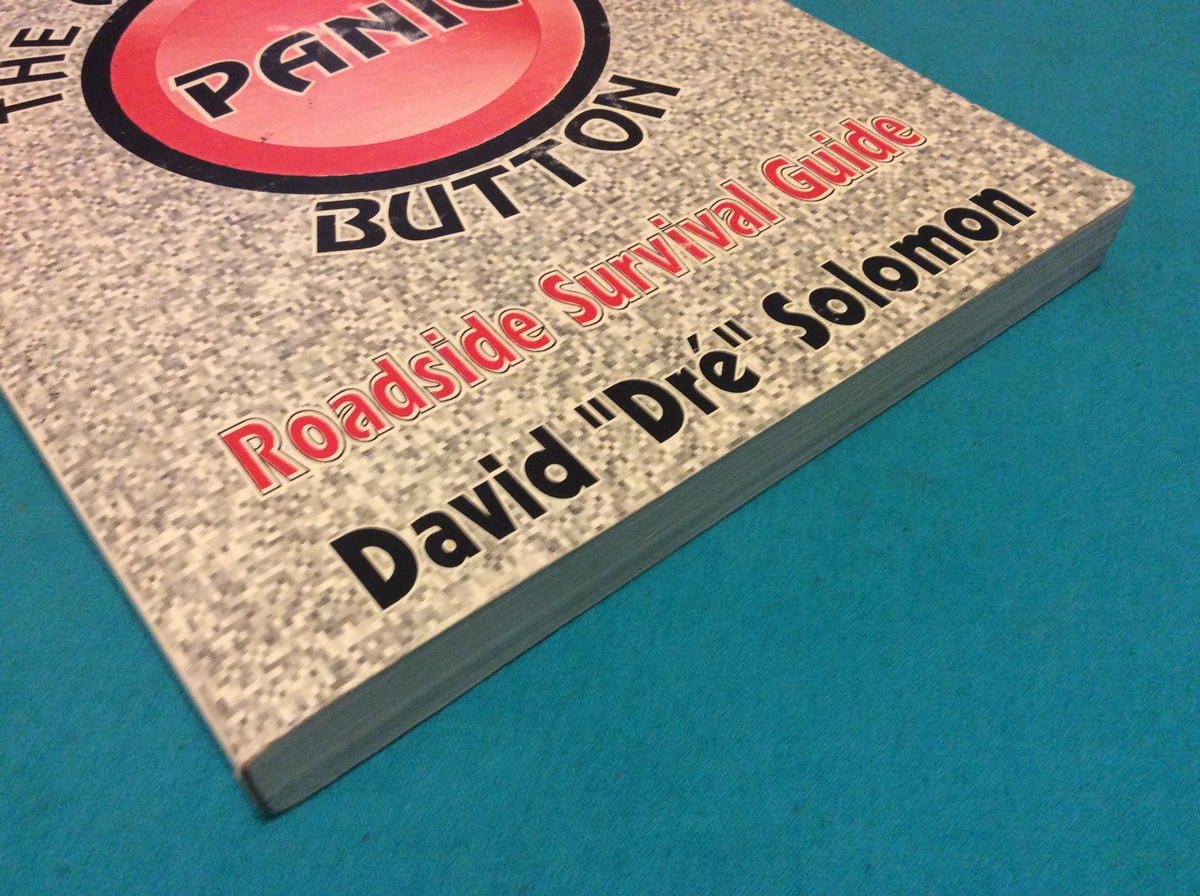 THE
PANIC
BUTTON
Roadside Survival Guide
David "Dré" Solomon